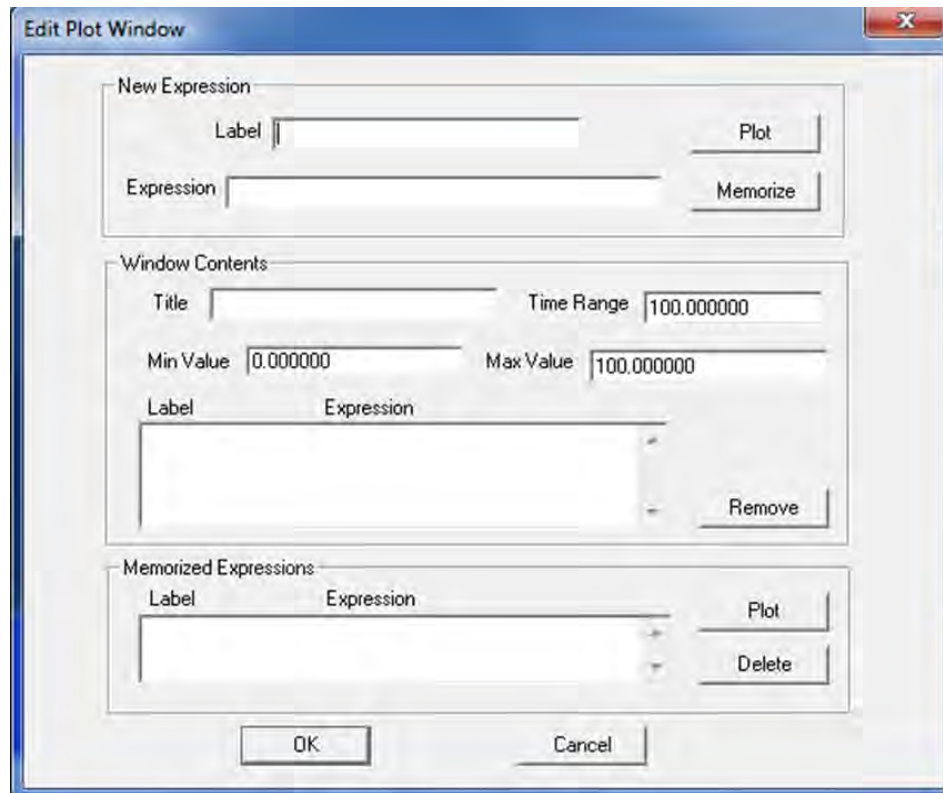 Edit Plot Window
New Expression
Label
Plot
Expression
Memorize
Window Contents
Title
Time Range 100.000000
Min Value 0.000000
Max Value 100.000000
Label Expression
Remove
Memorized Expressions
Label Expression
Plot
Delete
OK
Cancel